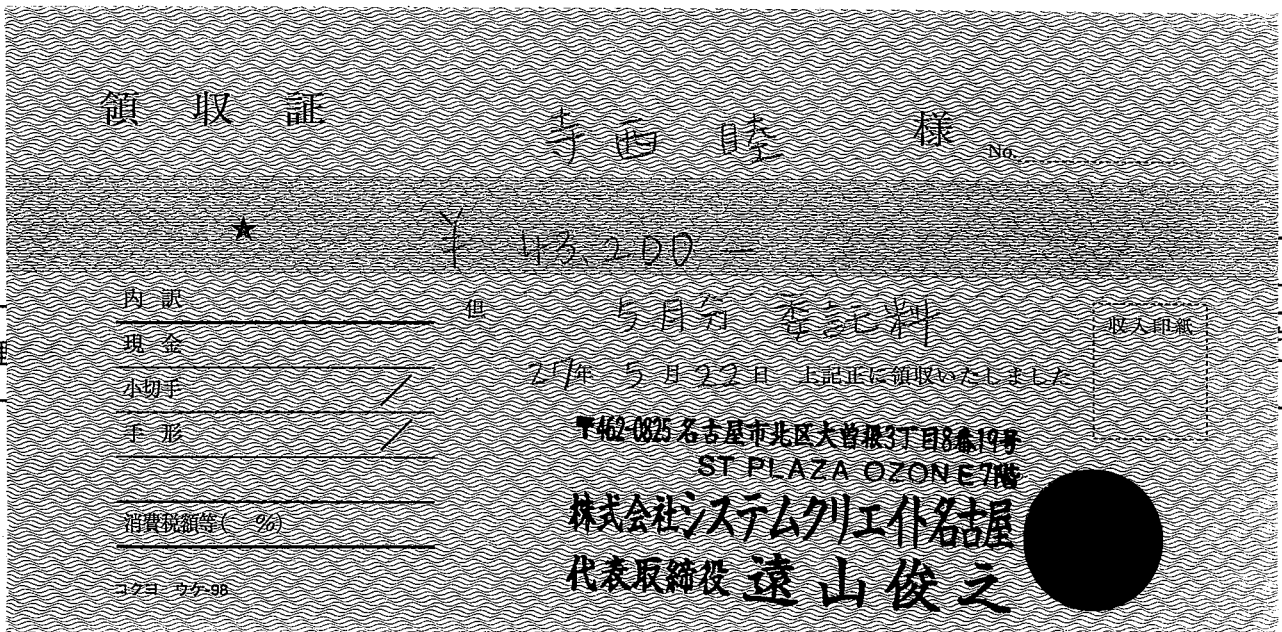 領収証
寺西 睦 様
No.
★ ¥ 43,200 —
但 5月分 委託料
27年 5月 22日 上記正に領収いたしました
内訳
現金
小切手 /
手形 /
消費税額等( %)
コクヨ ウケ-98
収入印紙
〒462-0825 名古屋市北区大曽根3丁目8番19号
ST PLAZA OZONE 7階
株式会社システムクリエイト名古屋
代表取締役 遠山俊之